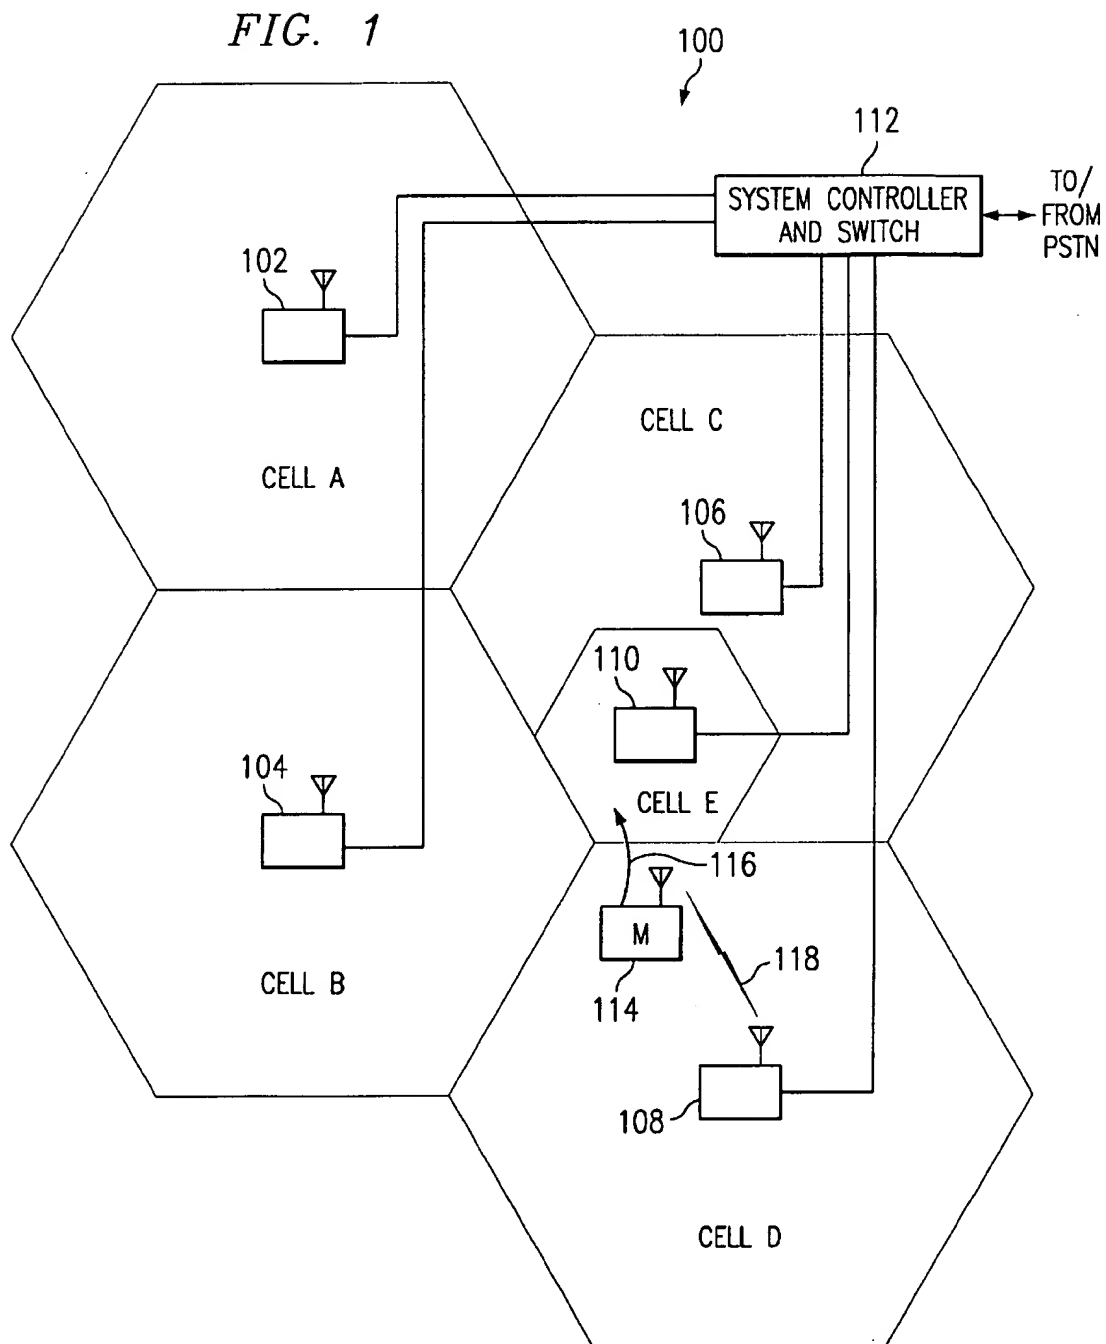 FIG. 1
100
112
SYSTEM CONTROLLER
AND SWITCH
TO/
FROM
PSTN
102
CELL A
CELL C
106
110
CELL E
104
116
M
114
118
CELL B
108
CELL D